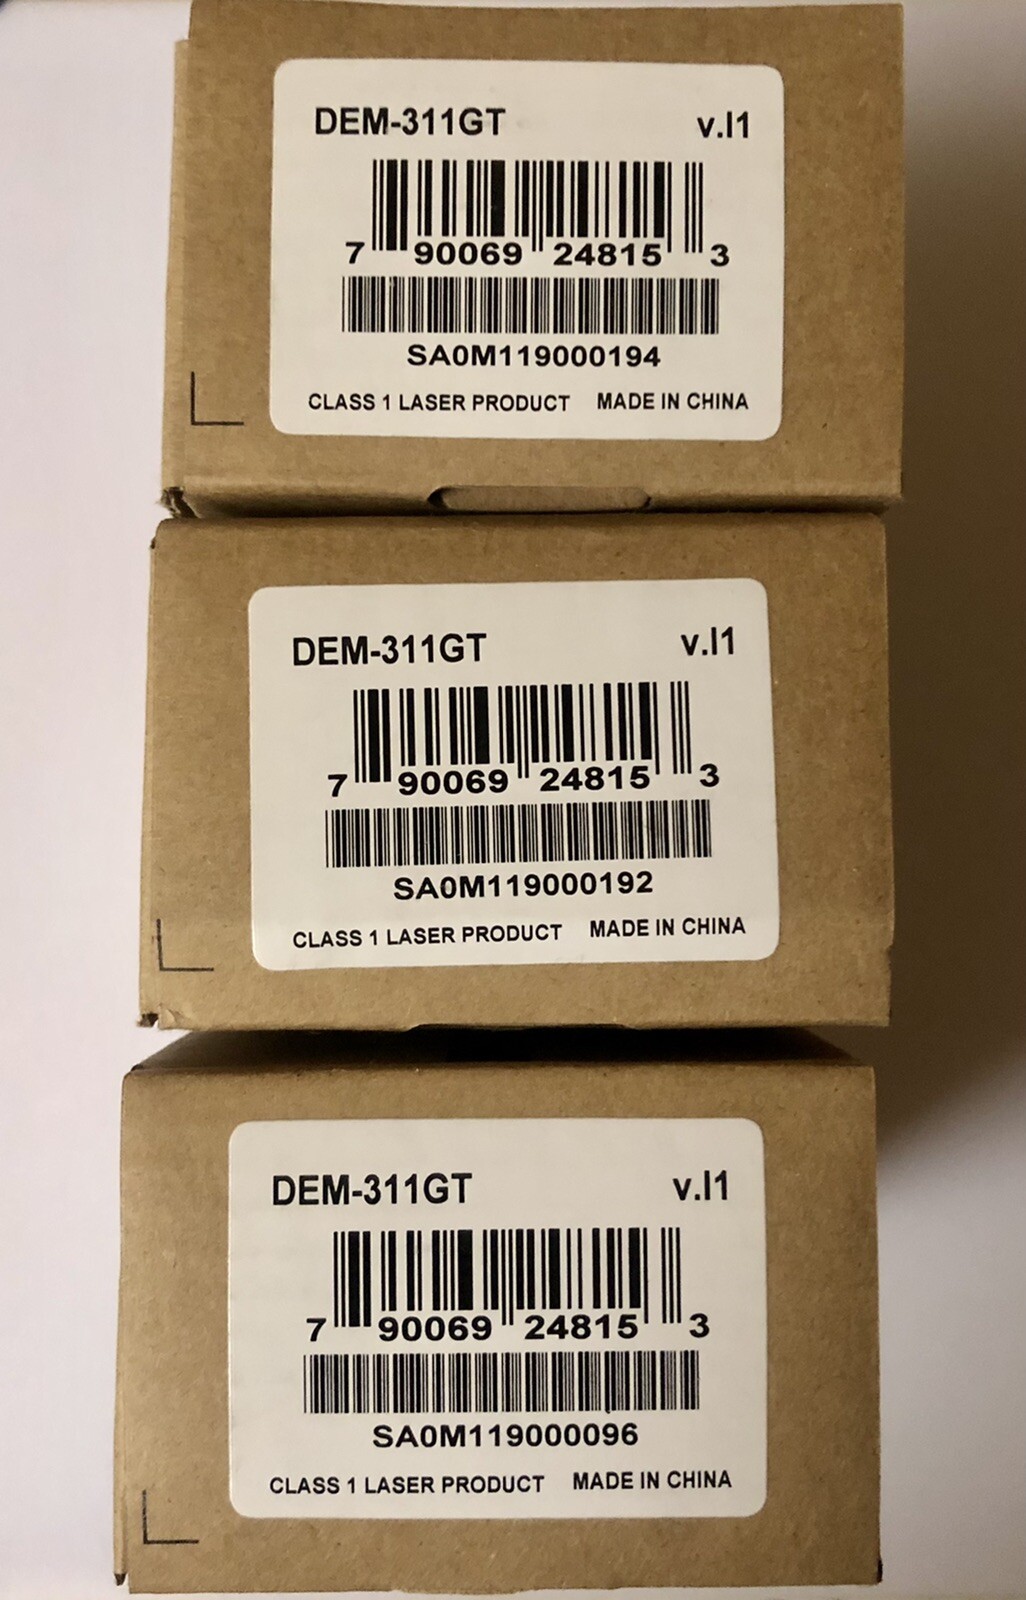 DEM-311GT v.I1
7 90069 24815 3
SA0M119000194
CLASS 1 LASER PRODUCT MADE IN CHINA
DEM-311GT v.I1
7 90069 24815 3
SA0M119000192
CLASS 1 LASER PRODUCT MADE IN CHINA
DEM-311GT v.I1
7 90069 24815 3
SA0M119000096
CLASS 1 LASER PRODUCT MADE IN CHINA